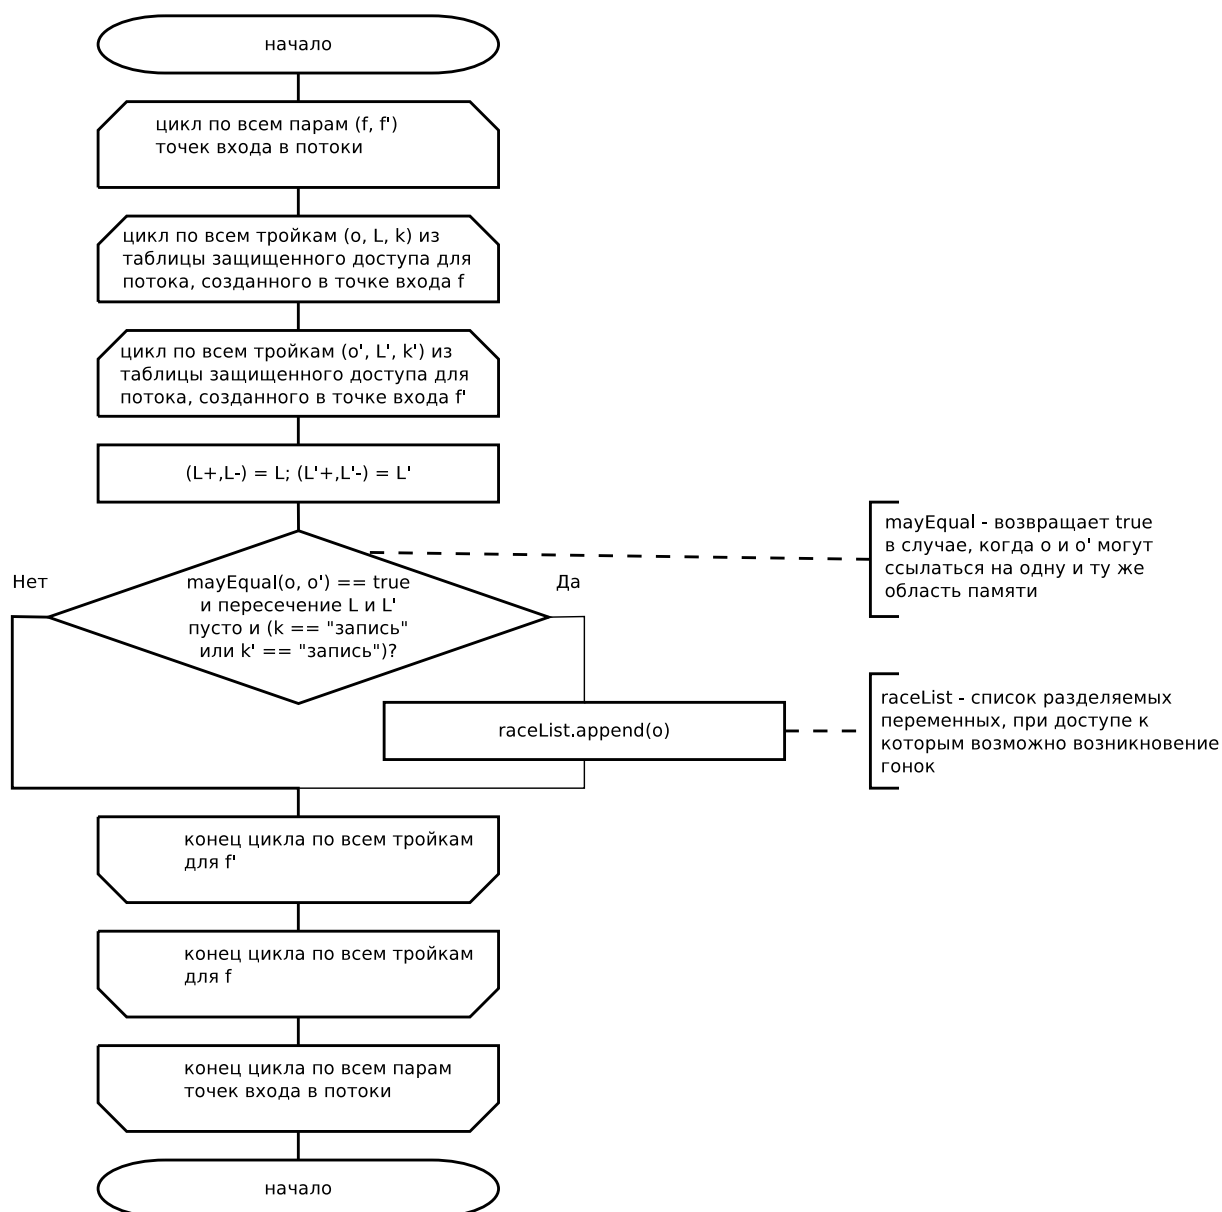 начало
цикл по всем парам (f, f')
точек входа в потоки
цикл по всем тройкам (o, L, k) из
таблицы защищенного доступа для
потока, созданного в точке входа f
цикл по всем тройкам (o', L', k') из
таблицы защищенного доступа для
потока, созданного в точке входа f'
(L+,L-) = L; (L'+,L'-) = L'
mayEqual - возвращает true
в случае, когда o и o' могут
ссылаться на одну и ту же
область памяти
Нет
Да
mayEqual(o, o') == true
и пересечение L и L'
пусто и (k == "запись"
или k' == "запись")?
raceList.append(o)
raceList - список разделяемых
переменных, при доступе к
которым возможно возникновение
гонок
конец цикла по всем тройкам
для f'
конец цикла по всем тройкам
для f
конец цикла по всем парам
точек входа в потоки
начало